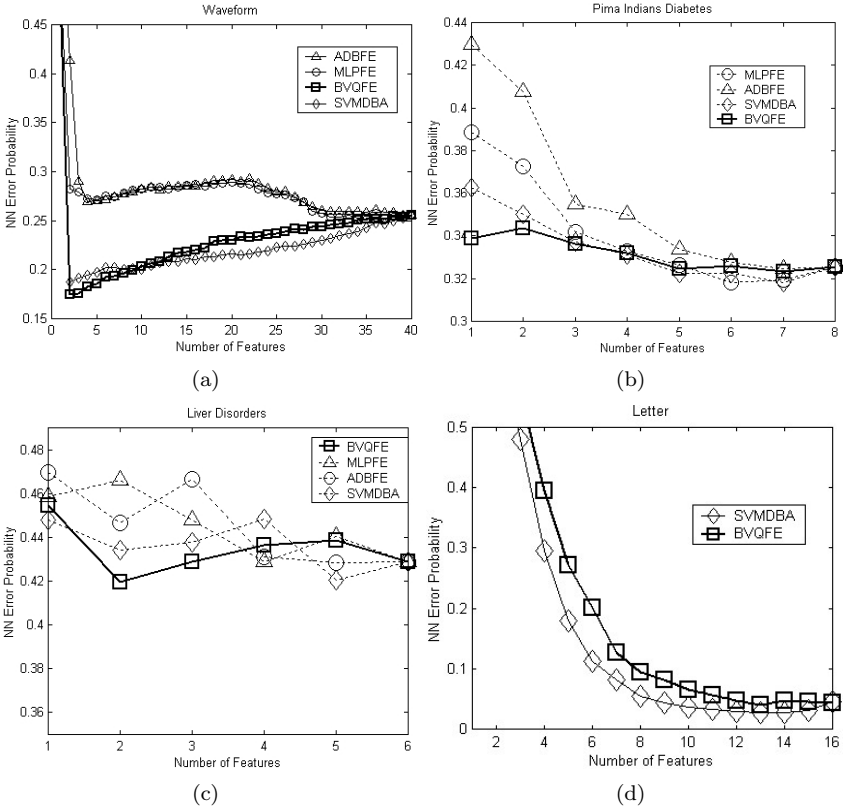 Waveform
NN Error Probability
0.45
0.4
0.35
0.3
0.25
0.2
0.15
ADBFE
MLPFE
BVQFE
SVMDBA
0 5 10 15 20 25 30 35 40
Number of Features
(a)
Pima Indians Diabetes
NN Error Probability
0.44
0.42
0.4
0.38
0.36
0.34
0.32
0.3
MLPFE
ADBFE
SVMDBA
BVQFE
1 2 3 4 5 6 7 8
Number of Features
(b)
Liver Disorders
NN Error Probability
0.48
0.46
0.44
0.42
0.4
0.38
0.36
BVQFE
MLPFE
ADBFE
SVMDBA
1 2 3 4 5 6
Number of Features
(c)
Letter
NN Error Probability
0.5
0.4
0.3
0.2
0.1
0
SVMDBA
BVQFE
2 4 6 8 10 12 14 16
Number of Features
(d)